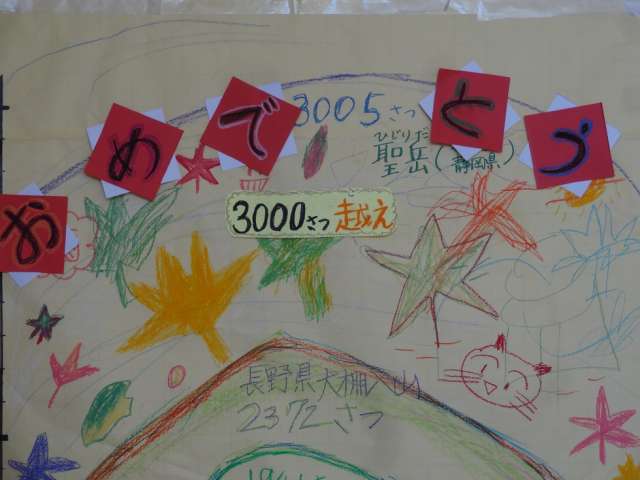 おめでとう
3005さつ
ひじりだ
聖岳(静岡県)
3000さつ越え
長野県大棚入山
2372さつ